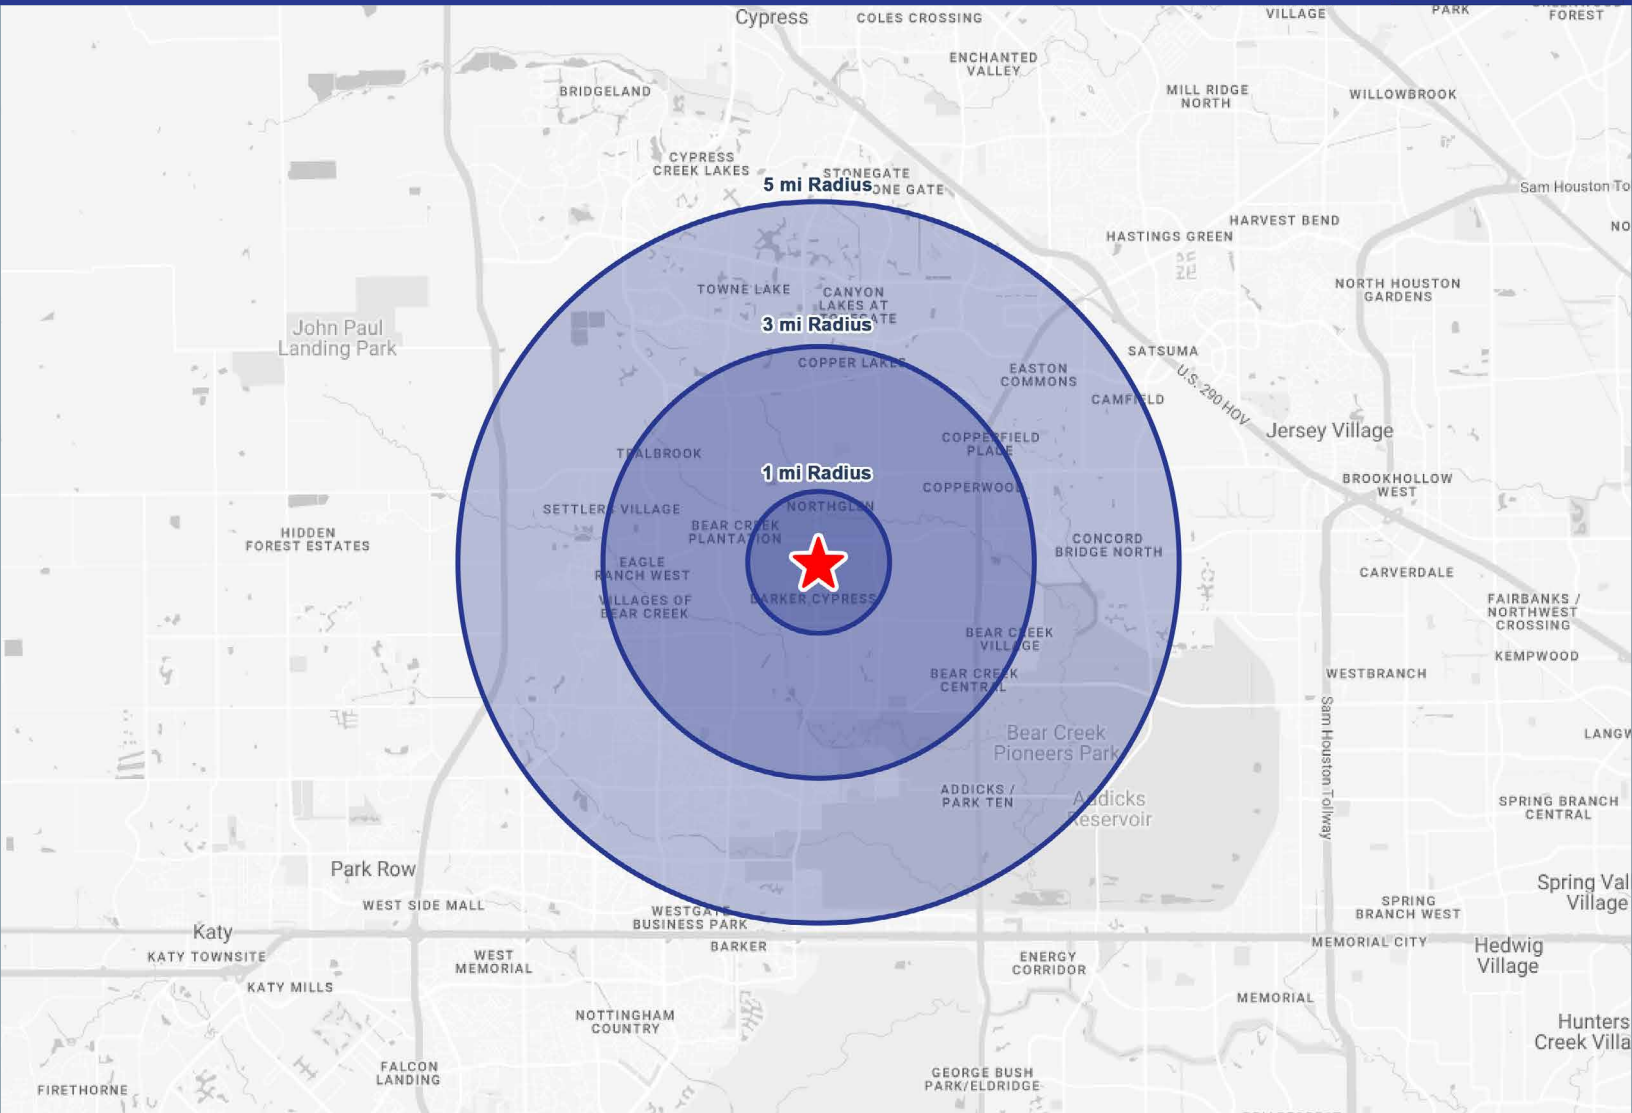 Cypress
COLES CROSSING
VILLAGE
PARK
FOREST
ENCHANTED
VALLEY
BRIDGELAND
MILL RIDGE
NORTH
WILLOWBROOK
CYPRESS
CREEK LAKES
STONEGATE
5 mi Radius
ONE GATE
Sam Houston To
HARVEST BEND
NO
HASTINGS GREEN
TOWNE LAKE
CANYON
LAKES AT
NORTH HOUSTON
GARDENS
3 mi Radius
John Paul
Landing Park
SATSUMA
COPPER LAKES
EASTON
COMMONS
U.S. 290 HOV
CAMFIELD
Jersey Village
COPPERFIELD
PLACE
TRALBROOK
1 mi Radius
BROOKHOLLOW
WEST
COPPERWOOD
NORTHGLEN
SETTLERS VILLAGE
BEAR CREEK
PLANTATION
HIDDEN
FOREST ESTATES
CONCORD
BRIDGE NORTH
EAGLE
RANCH WEST
CARVERDALE
BARKER CYPRESS
VILLAGES OF
BEAR CREEK
FAIRBANKS /
NORTHWEST
CROSSING
BEAR CREEK
VILLAGE
KEMPWOOD
BEAR CREEK
CENTRAL
WESTBRANCH
Sam Houston Tollway
Bear Creek
Pioneers Park
LANGW
ADDICKS /
PARK TEN
Addicks
Reservoir
SPRING BRANCH
CENTRAL
Park Row
Spring Val
Village
WEST SIDE MALL
WESTGATE
BUSINESS PARK
SPRING
BRANCH WEST
Katy
BARKER
MEMORIAL CITY
KATY TOWNSITE
WEST
MEMORIAL
ENERGY
CORRIDOR
Hedwig
Village
KATY MILLS
MEMORIAL
NOTTINGHAM
COUNTRY
Hunters
Creek Villa
FALCON
LANDING
GEORGE BUSH
PARK/ELDRIDGE
FIRETHORNE